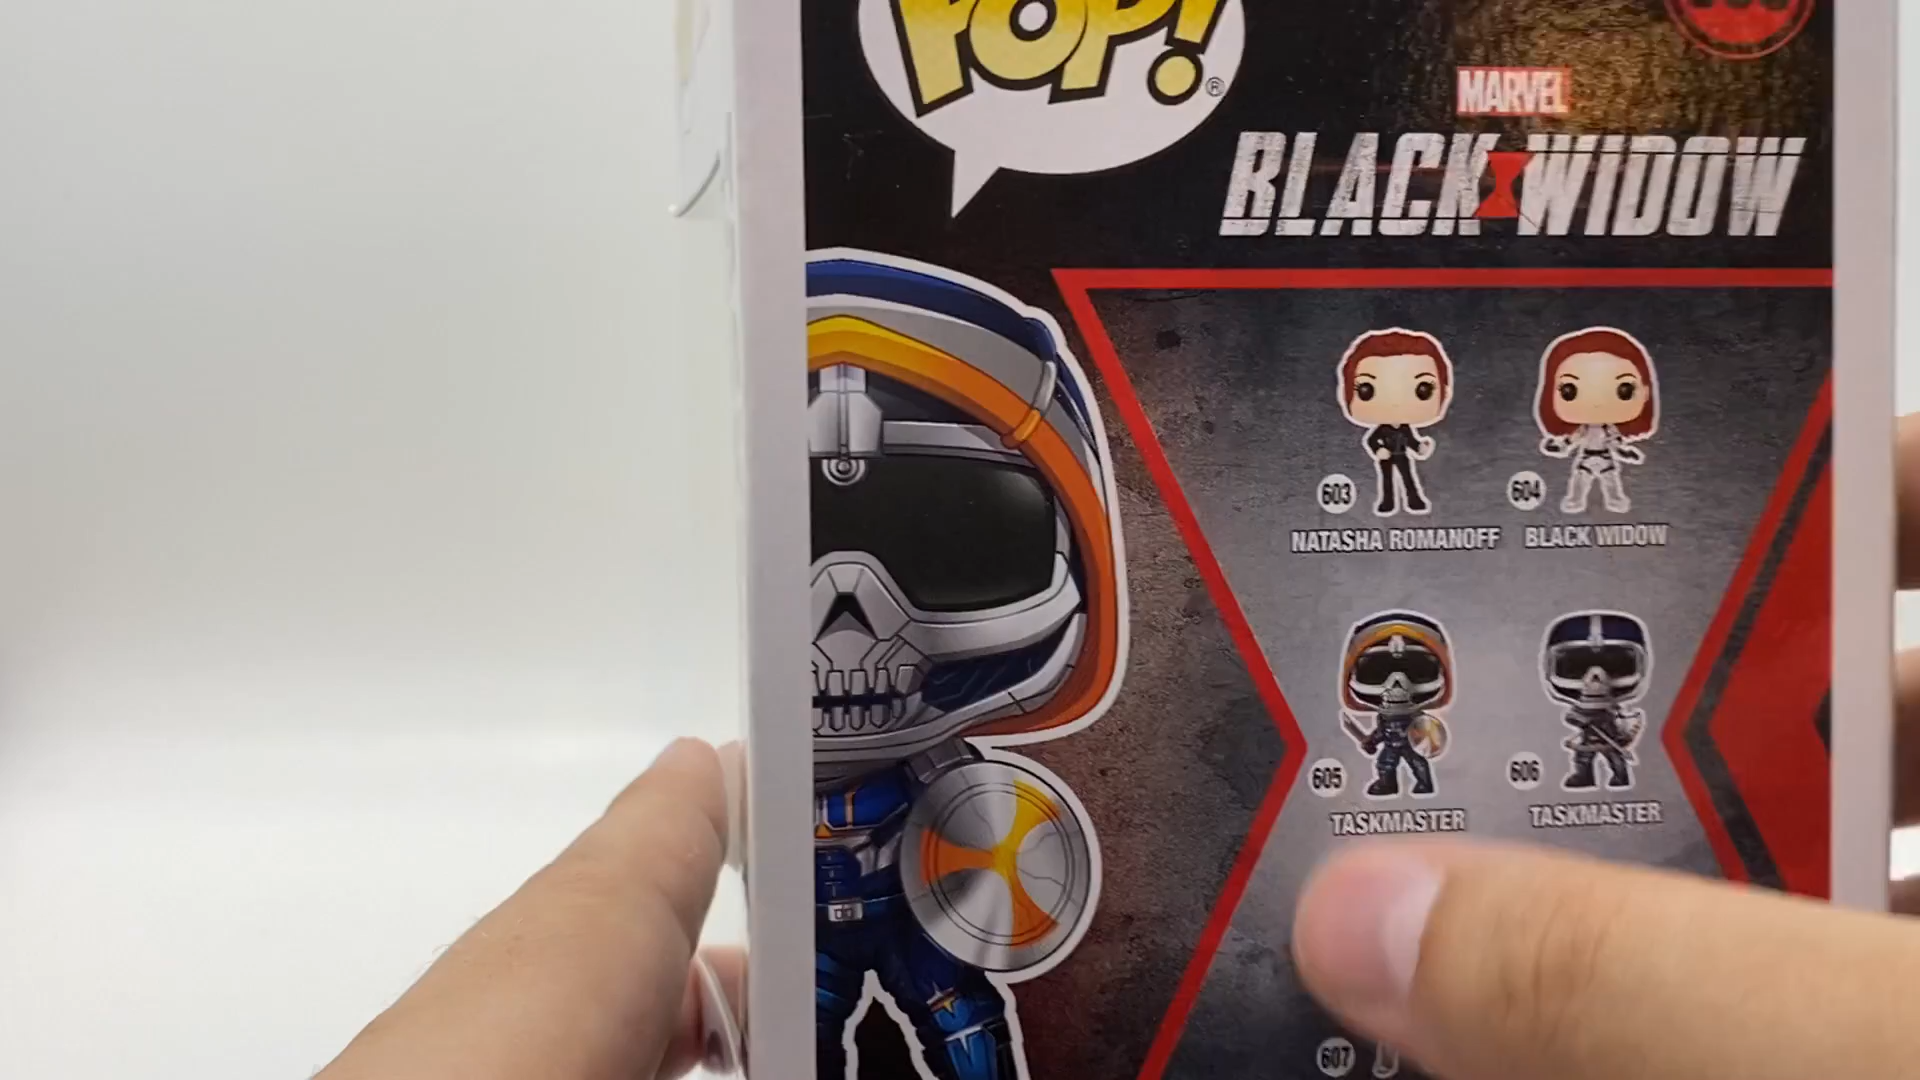 POP!
®
MARVEL
BLACK WIDOW
603
NATASHA ROMANOFF
604
BLACK WIDOW
605
TASKMASTER
606
TASKMASTER
607